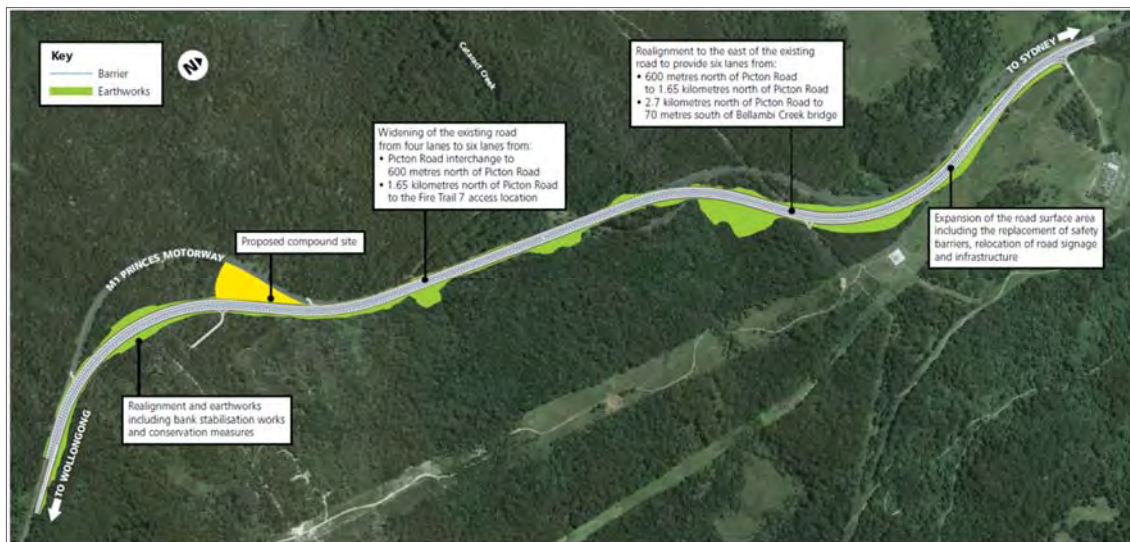 Key
Barrier
Earthworks
N
Cataract Creek
Realignment to the east of the existing
road to provide six lanes from:
• 600 metres north of Picton Road
to 1.65 kilometres north of Picton Road
• 2.7 kilometres north of Picton Road to
70 metres south of Bellambi Creek bridge
TO SYDNEY
Widening of the existing road
from four lanes to six lanes from:
• Picton Road interchange to
600 metres north of Picton Road
• 1.65 kilometres north of Picton Road
to the Fire Trail 7 access location
Expansion of the road surface area
including the replacement of safety
barriers, relocation of road signage
and infrastructure
Proposed compound site
M1 PRINCES MOTORWAY
Realignment and earthworks
including bank stabilisation works
and conservation measures
TO WOLLONGONG